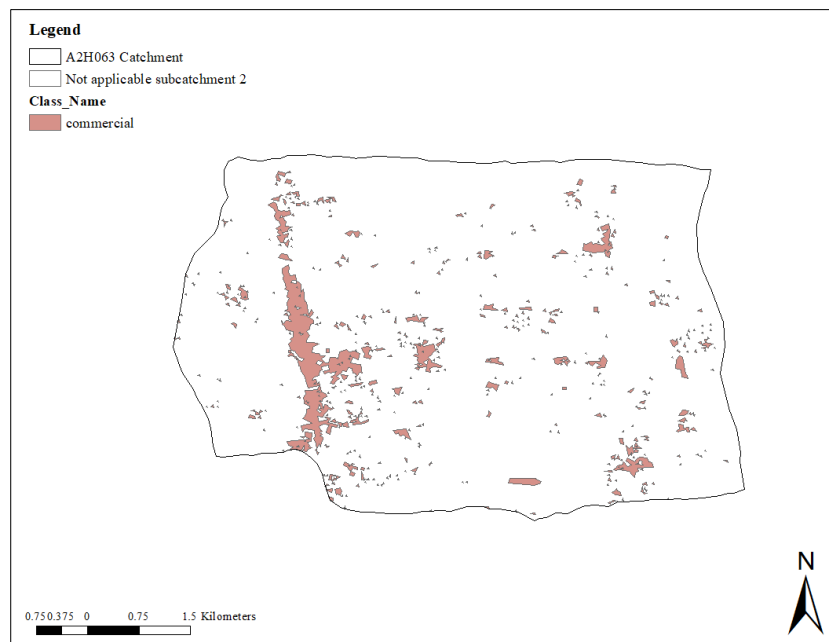 Legend
A2H063 Catchment
Not applicable subcatchment 2
Class_Name
commercial
N
0.75 0.375 0 0.75 1.5 Kilometers